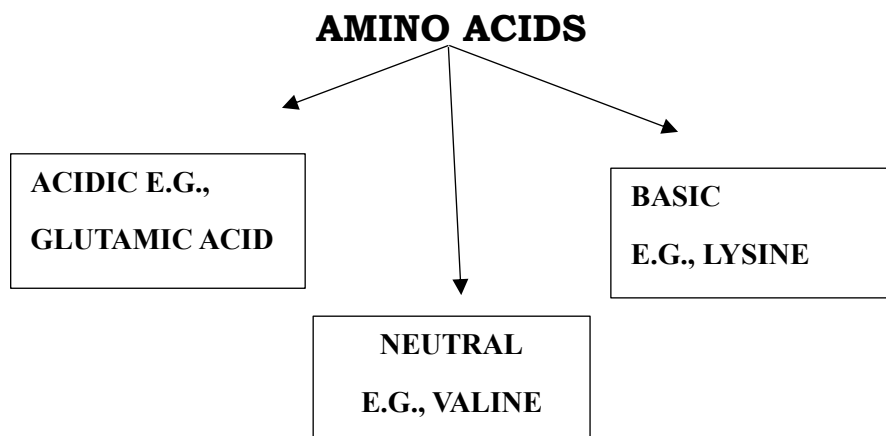 AMINO ACIDS
ACIDIC E.G.,
GLUTAMIC ACID
BASIC
E.G., LYSINE
NEUTRAL
E.G., VALINE